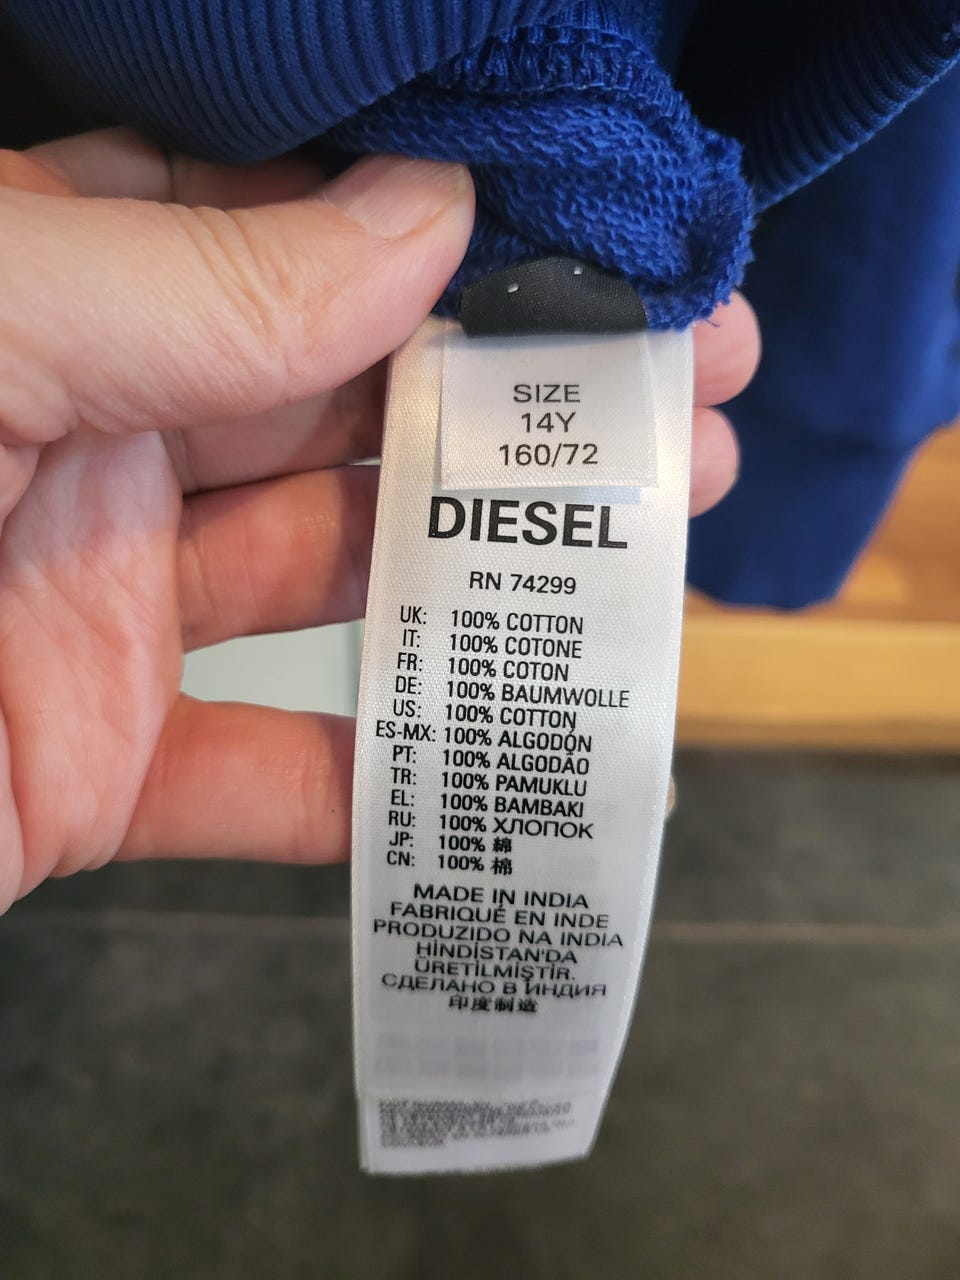 SIZE
14Y
160/72
DIESEL
RN 74299
UK: 100% COTTON
IT: 100% COTONE
FR: 100% COTON
DE: 100% BAUMWOLLE
US: 100% COTTON
ES-MX: 100% ALGODÓN
PT: 100% ALGODÃO
TR: 100% PAMUKLU
EL: 100% BAMBAKI
RU: 100% ХЛОПОК
JP: 100% 綿
CN: 100% 棉
MADE IN INDIA
FABRIQUÉ EN INDE
PRODUZIDO NA INDIA
HİNDİSTAN'DA
ÜRETİLMİŞTİR.
СДЕЛАНО В ИНДИЯ
印度制造